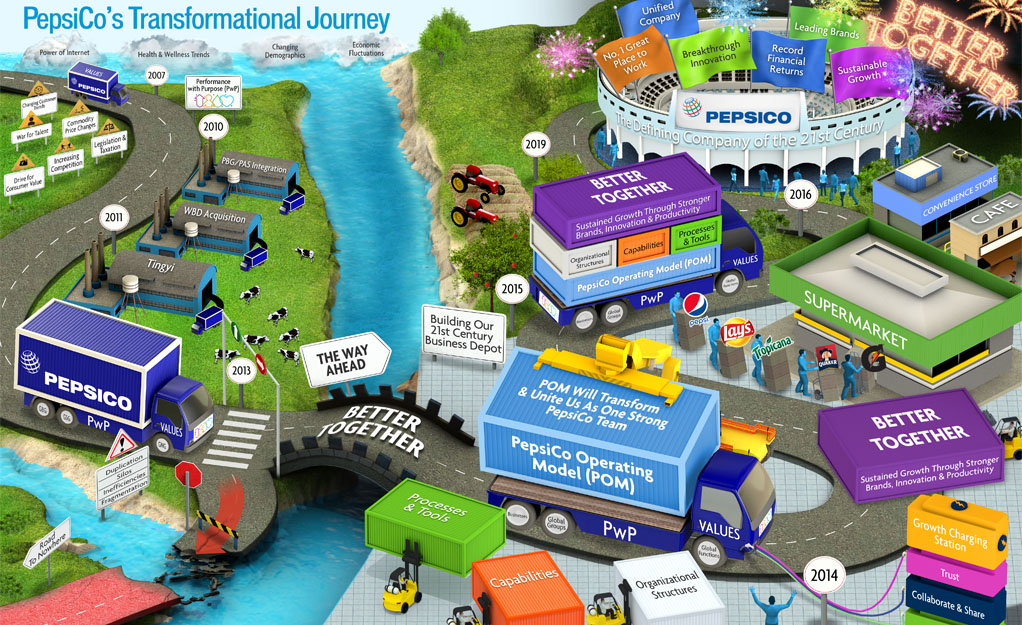 PepsiCo's Transformational Journey
Power of Internet
Health & Wellness Trends
Changing
Demographics
Economic
Fluctuations
2007
VALUES
PEPSICO
Performance
with Purpose (PwP)
Changing Customer
Trends
War for Talent
Commodity
Price Changes
Legislation &
Taxation
Increasing
Competition
Drive for
Consumer Value
2010
PBG/PAS Integration
WBD Acquisition
2011
Tingyi
PEPSICO
PwP
VALUES
2013
THE WAY
AHEAD
BETTER
TOGETHER
Duplication
Silos
Inefficiencies
Fragmentation
STOP
Road
To Nowhere
Building Our
21st Century
Business Depot
2015
POM Will Transform
& Unite Us As One Strong
PepsiCo Team
PepsiCo Operating
Model (POM)
Businesses
Global
Groups
PwP
VALUES
Global
Functions
Processes
& Tools
Capabilities
Organizational
Structures
2014
Growth Charging
Station
Trust
Collaborate & Share
BETTER
TOGETHER
Sustained Growth Through Stronger
Brands, Innovation & Productivity
2019
BETTER
TOGETHER
Sustained Growth Through Stronger
Brands, Innovation & Productivity
Organizational
Structures
Capabilities
Processes
& Tools
PepsiCo Operating Model (POM)
PwP
VALUES
2016
pepsi
Lay's
Tropicana
QUAKER
G
SUPERMARKET
CONVENIENCE STORE
CAFE
Unified
Company
No. 1 Great
Place to
Work
Breakthrough
Innovation
Record
Financial
Returns
Leading Brands
Sustainable
Growth
PEPSICO
The Defining Company of the 21st Century
BETTER
TOGETHER